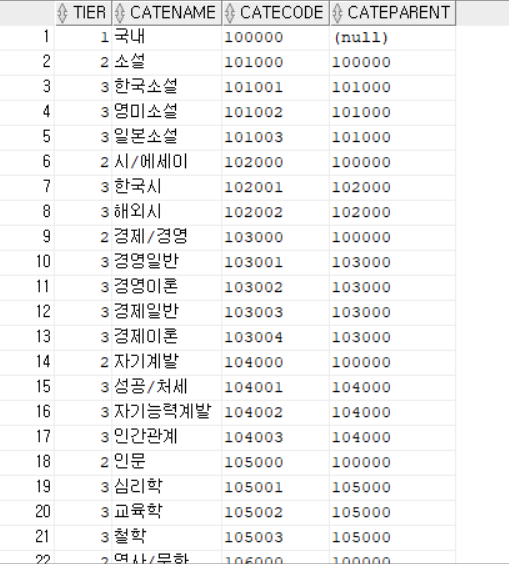 TIER CATENAME CATECODE CATEPARENT
1 1 국내 100000 (null)
2 2 소설 101000 100000
3 3 한국소설 101001 101000
4 3 영미소설 101002 101000
5 3 일본소설 101003 101000
6 2 시/에세이 102000 100000
7 3 한국시 102001 102000
8 3 해외시 102002 102000
9 2 경제/경영 103000 100000
10 3 경영일반 103001 103000
11 3 경영이론 103002 103000
12 3 경제일반 103003 103000
13 3 경제이론 103004 103000
14 2 자기계발 104000 100000
15 3 성공/처세 104001 104000
16 3 자기능력계발 104002 104000
17 3 인간관계 104003 104000
18 2 인문 105000 100000
19 3 심리학 105001 105000
20 3 교육학 105002 105000
21 3 철학 105003 105000
22 2 역사/문화 106000 100000